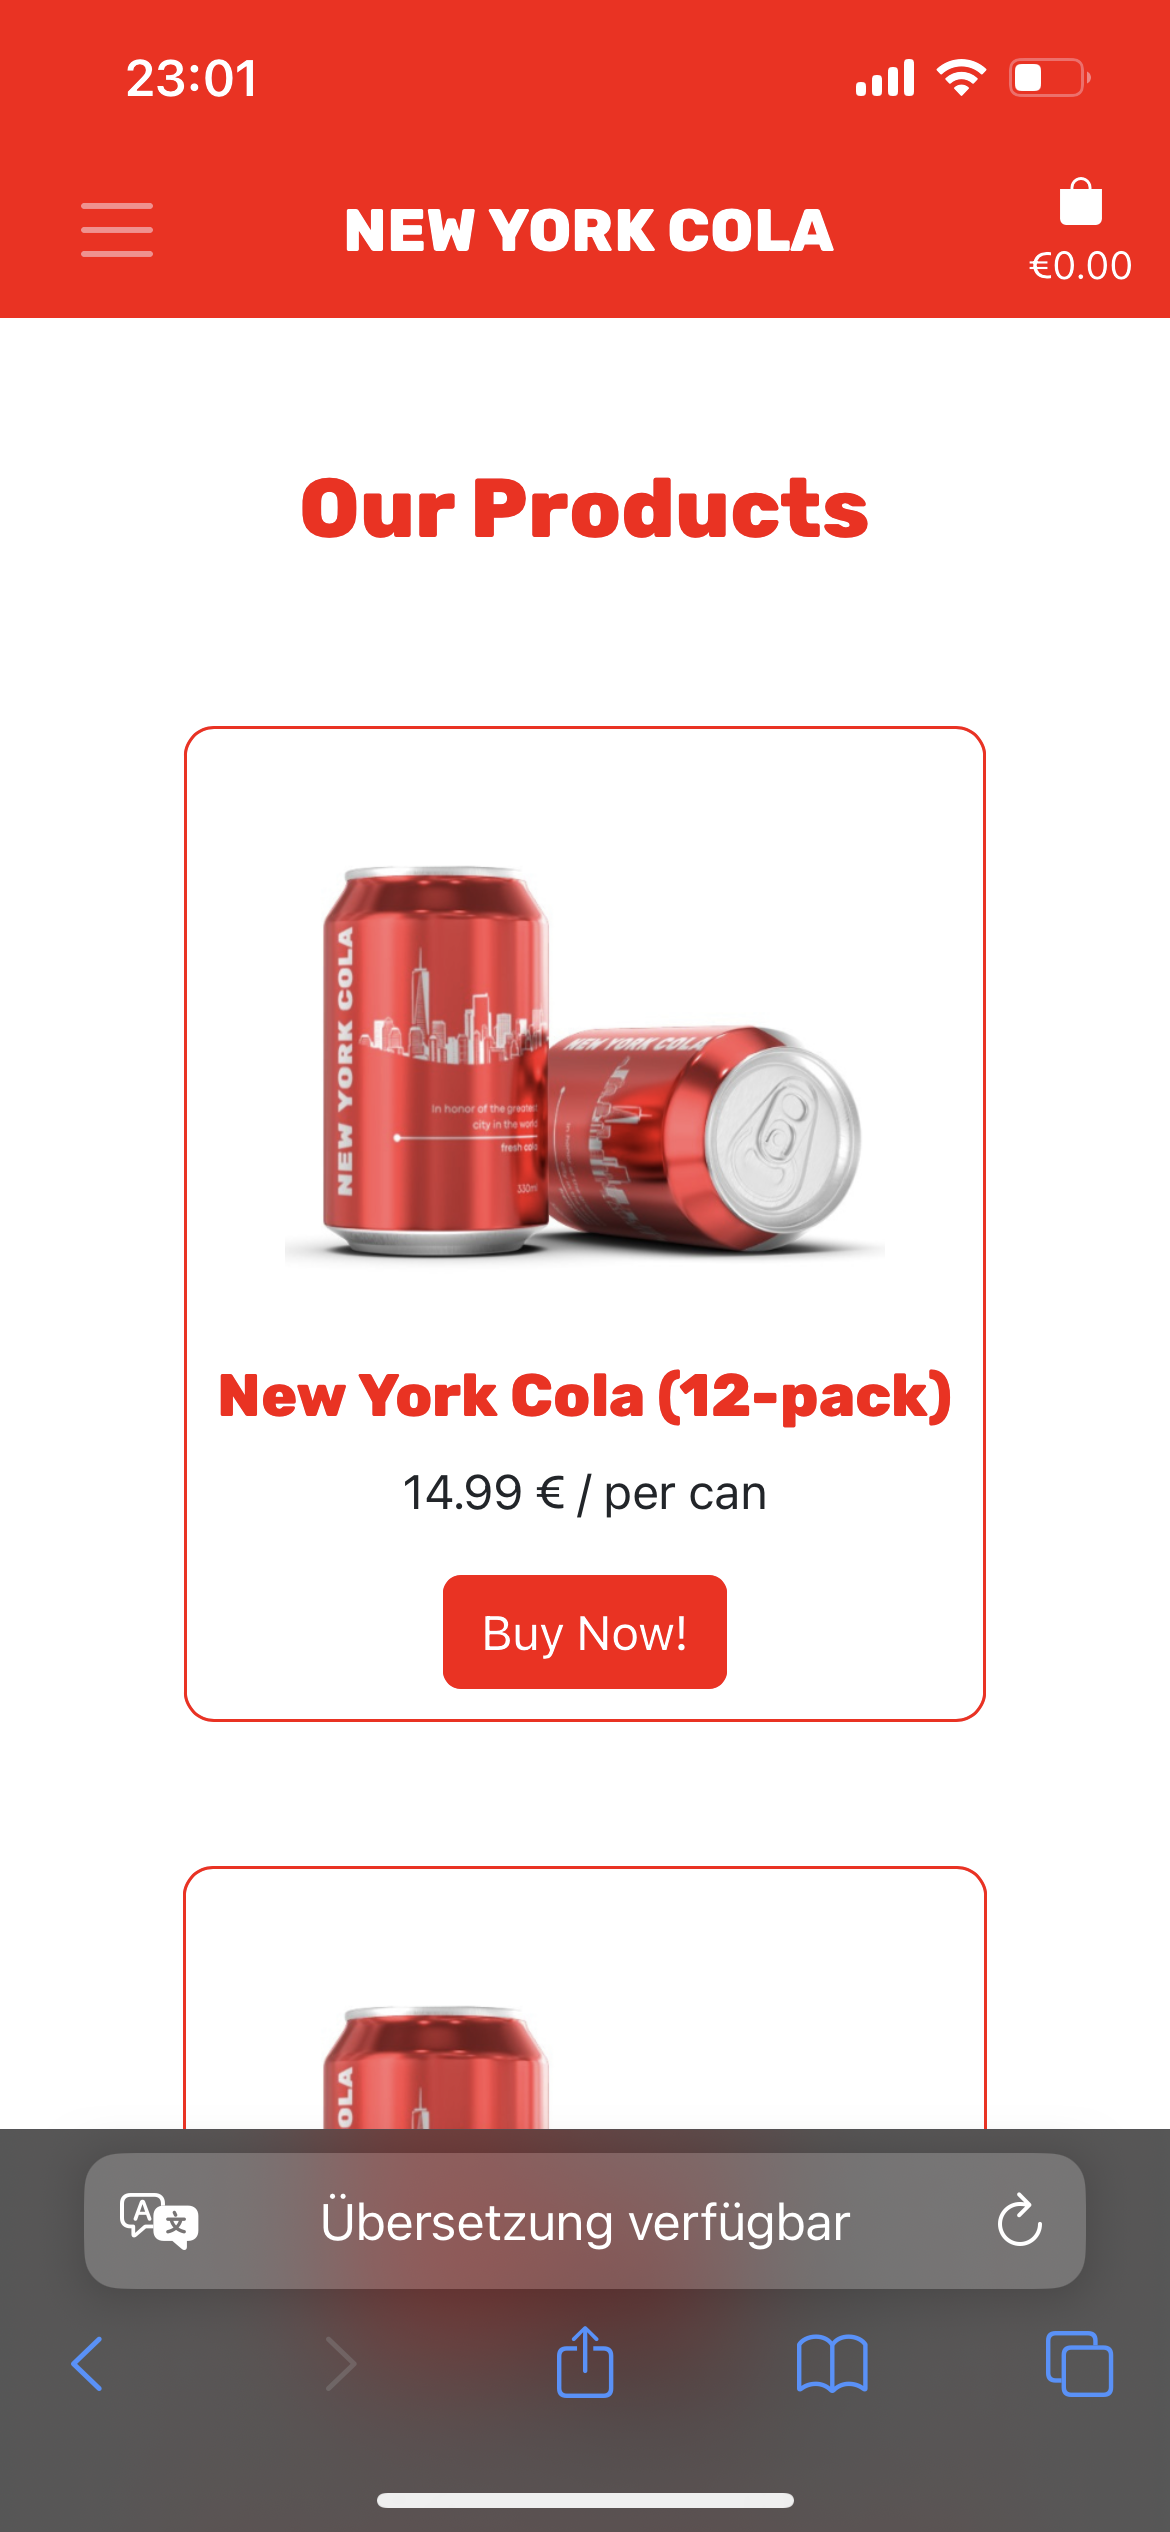 23:01
NEW YORK COLA
€0.00
Our Products
NEW YORK COLA
In honor of the greatest
city in the world
fresh cola
330ml
NEW YORK COLA
New York Cola (12-pack)
14.99 € / per can
Buy Now!
OLA
Übersetzung verfügbar